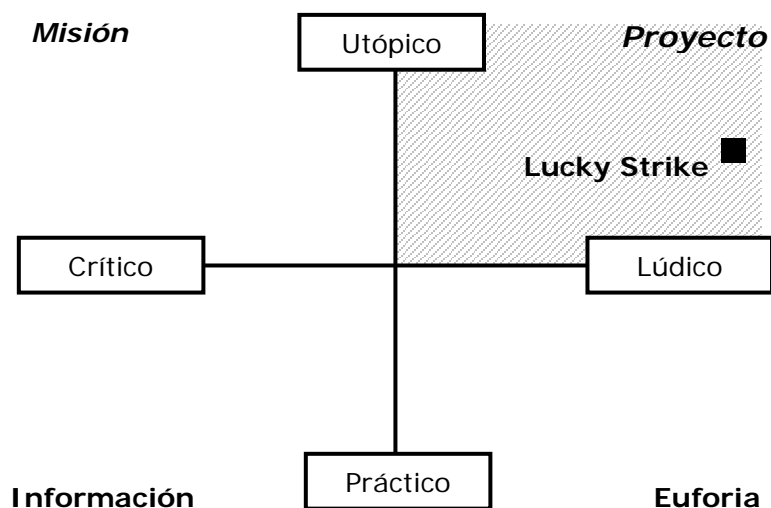 Misión
Utópico
Proyecto
Lucky Strike
Crítico
Lúdico
Práctico
Información
Euforia